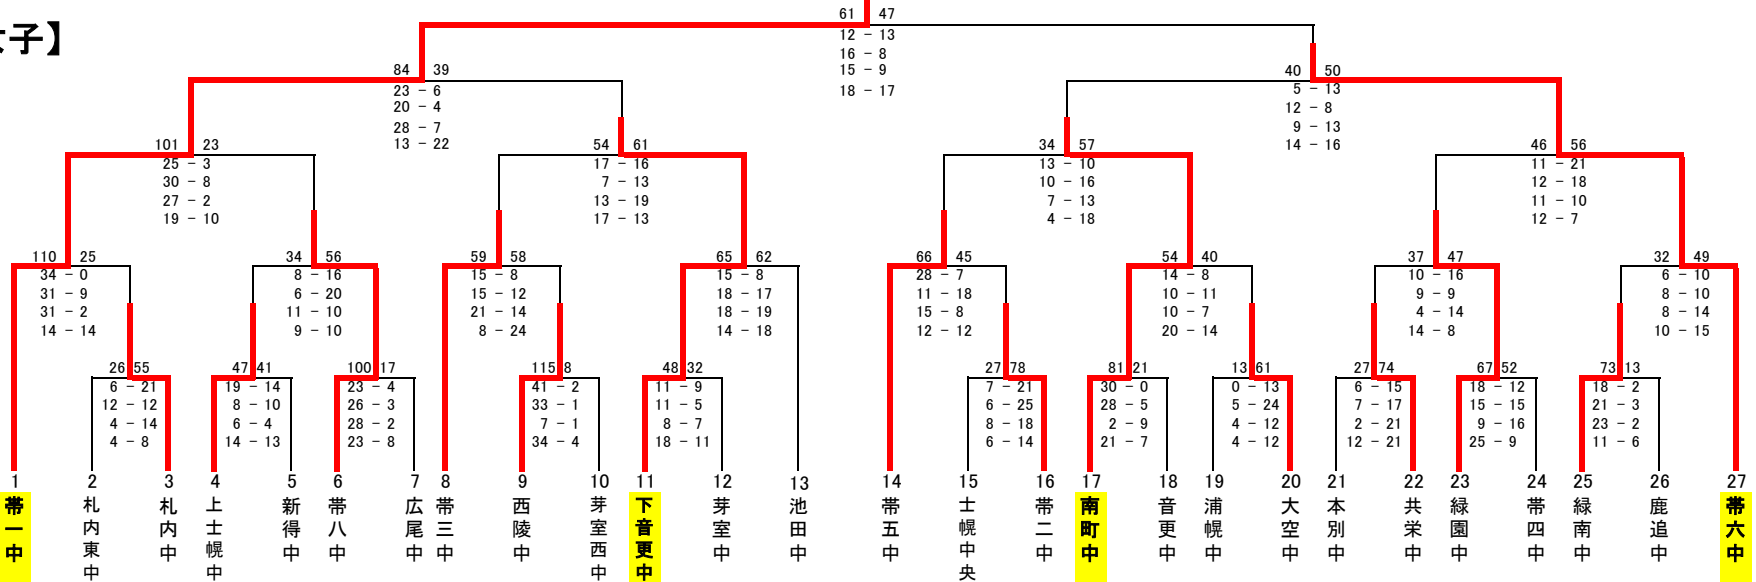 女子】
61 47
12 - 13
16 - 8
15 - 9
18 - 17
84 39
23 - 6
20 - 4
28 - 7
13 - 22
40 50
5 - 13
12 - 8
9 - 13
14 - 16
101 23
25 - 3
30 - 8
27 - 2
19 - 10
54 61
17 - 16
7 - 13
13 - 19
17 - 13
34 57
13 - 10
10 - 16
7 - 13
4 - 18
46 56
11 - 21
12 - 18
11 - 10
12 - 7
110 25
34 - 0
31 - 9
31 - 2
14 - 14
34 56
8 - 16
6 - 20
11 - 10
9 - 10
59 58
15 - 8
15 - 12
21 - 14
8 - 24
65 62
15 - 8
18 - 17
18 - 19
14 - 18
66 45
28 - 7
11 - 18
15 - 8
12 - 12
54 40
14 - 8
10 - 11
10 - 7
20 - 14
37 47
10 - 16
9 - 9
4 - 14
14 - 8
32 49
6 - 10
8 - 10
8 - 14
10 - 15
26 55
6 - 21
12 - 12
4 - 14
4 - 8
47 41
19 - 14
8 - 10
6 - 4
14 - 13
100 17
23 - 4
26 - 3
28 - 2
23 - 8
115 8
41 - 2
33 - 1
7 - 1
34 - 4
48 32
11 - 9
11 - 5
8 - 7
18 - 11
27 78
7 - 21
6 - 25
8 - 18
6 - 14
81 21
30 - 0
28 - 5
2 - 9
21 - 7
13 61
0 - 13
5 - 24
4 - 12
4 - 12
27 74
6 - 15
7 - 17
2 - 21
12 - 21
67 52
18 - 12
15 - 15
9 - 16
25 - 9
73 13
18 - 2
21 - 3
23 - 2
11 - 6
1 帯一中
2 札内東中
3 札内中
4 上士幌中
5 新得中
6 帯八中
7 広尾中
8 帯三中
9 西陵中
10 芽室西中
11 下音更中
12 芽室中
13 池田中
14 帯五中
15 士幌中央
16 帯二中
17 南町中
18 音更中
19 浦幌中
20 大空中
21 本別中
22 共栄中
23 緑園中
24 帯四中
25 緑南中
26 鹿追中
27 帯六中